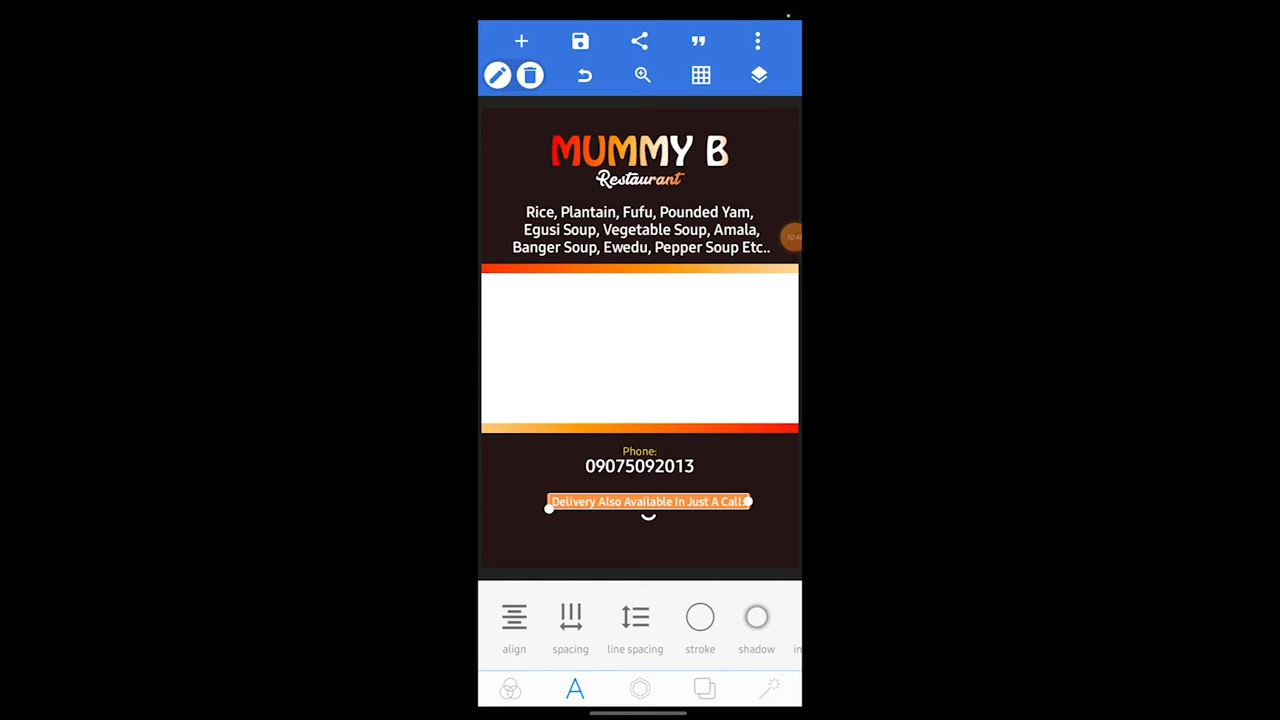 MUMMY B
Restaurant
Rice, Plantain, Fufu, Pounded Yam,
Egusi Soup, Vegetable Soup, Amala,
Banger Soup, Ewedu, Pepper Soup Etc..
Phone:
09075092013
Delivery Also Available In Just A Call.
align
spacing
line spacing
stroke
shadow